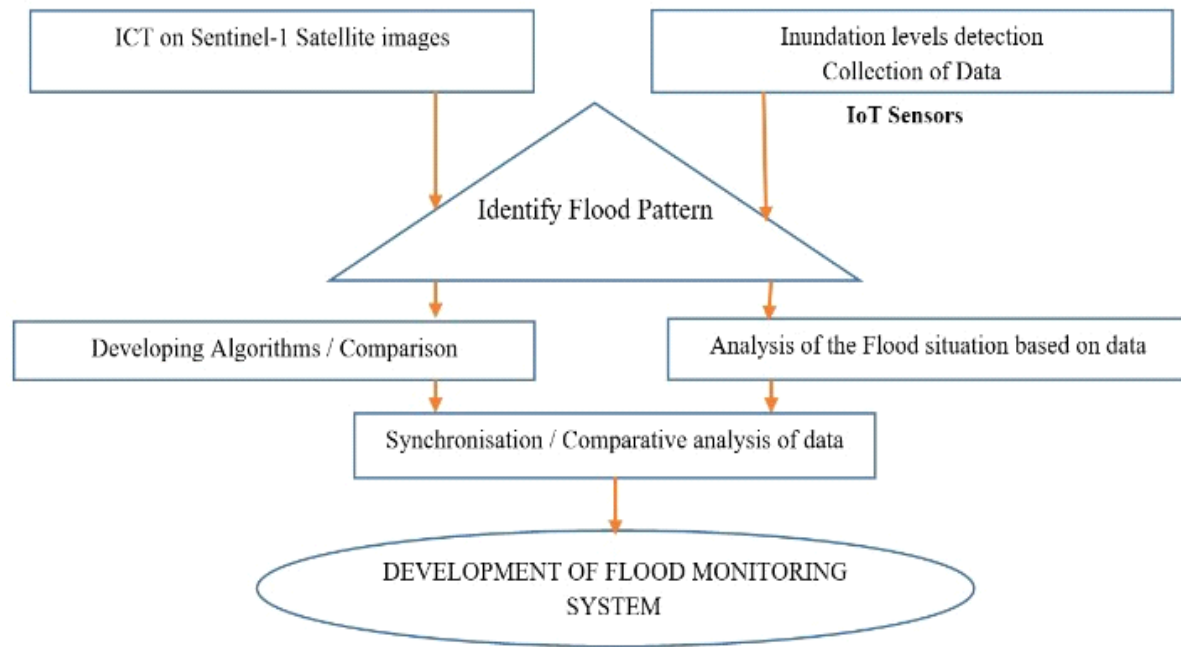 ICT on Sentinel-1 Satellite images
Inundation levels detection
Collection of Data
IoT Sensors
Identify Flood Pattern
Developing Algorithms / Comparison
Analysis of the Flood situation based on data
Synchronisation / Comparative analysis of data
DEVELOPMENT OF FLOOD MONITORING
SYSTEM